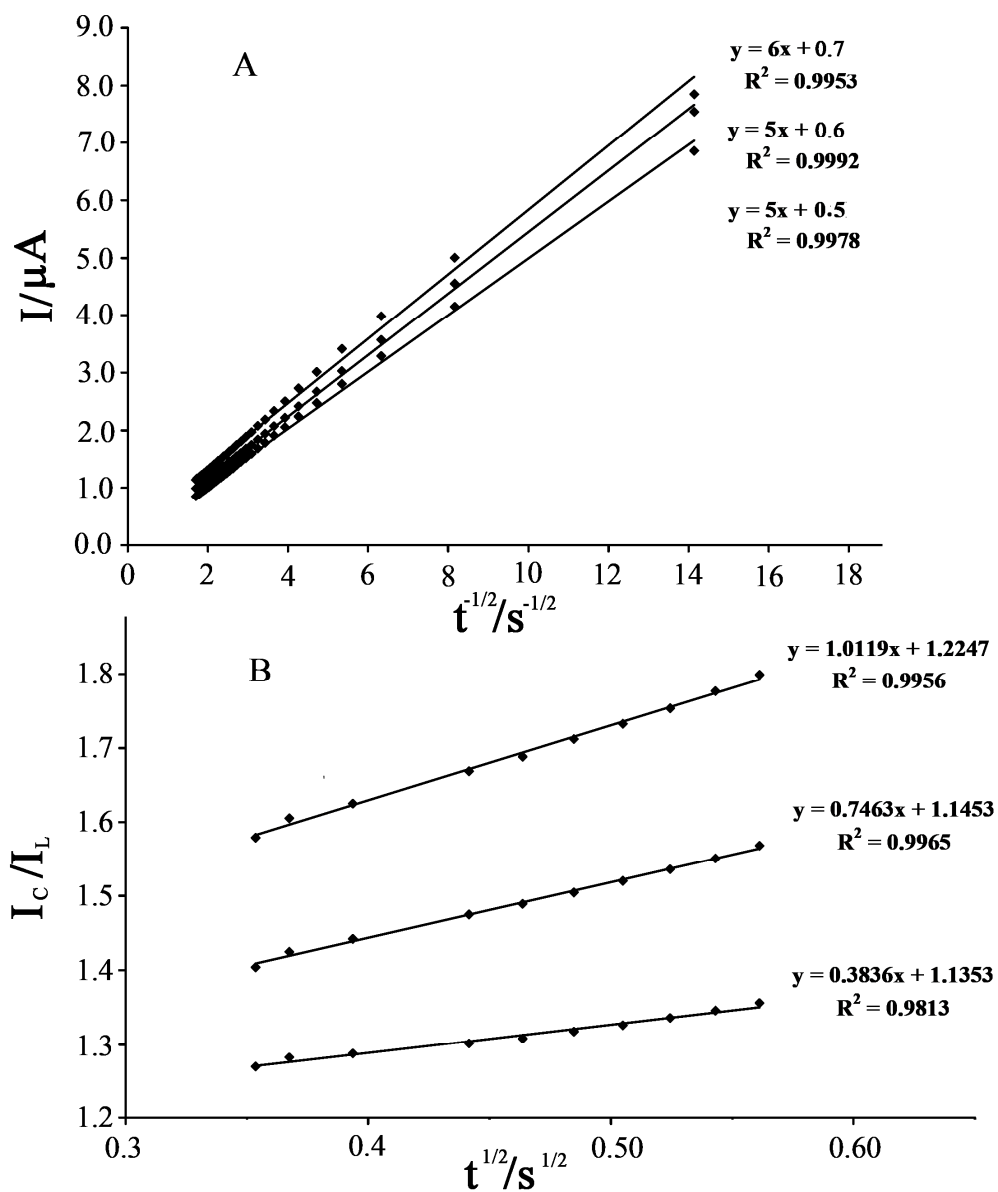 A
9.0
8.0
7.0
6.0
5.0
4.0
3.0
2.0
1.0
0.0
I/µA
y = 6x + 0.7
R² = 0.9953
y = 5x + 0.6
R² = 0.9992
y = 5x + 0.5
R² = 0.9978
0 2 4 6 8 10 12 14 16 18
t⁻¹/²/s⁻¹/²
B
1.8
1.7
1.6
1.5
1.4
1.3
1.2
I_C /I_L
y = 1.0119x + 1.2247
R² = 0.9956
y = 0.7463x + 1.1453
R² = 0.9965
y = 0.3836x + 1.1353
R² = 0.9813
0.3 0.4 0.50 0.60
t¹/²/s¹/²